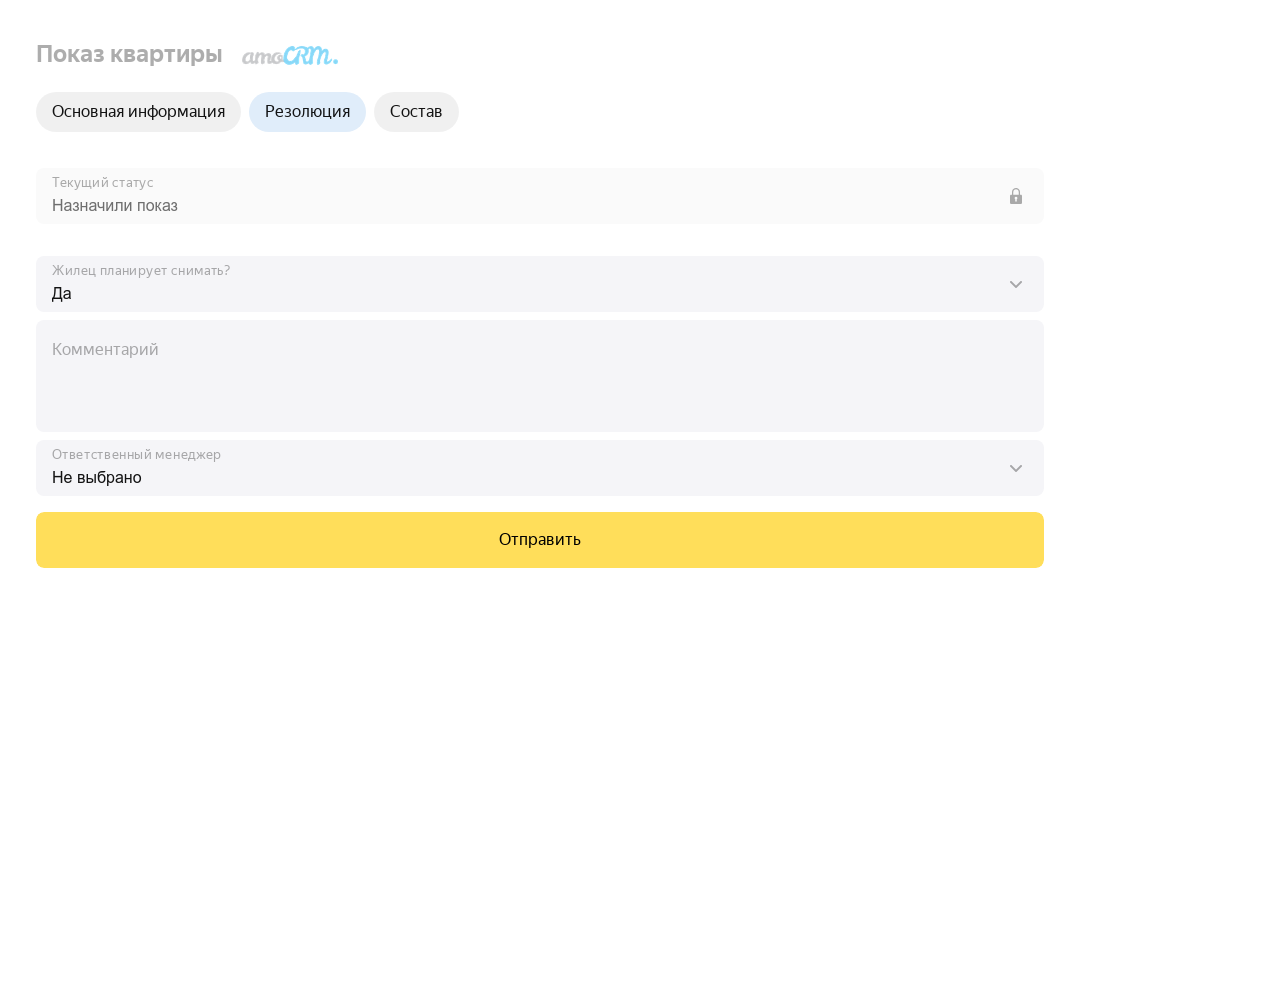 Показ квартиры amoCRM.
Основная информация Резолюция Состав
Текущий статус
Назначили показ
Жилец планирует снимать?
Да
Комментарий
Ответственный менеджер
Не выбрано
Отправить